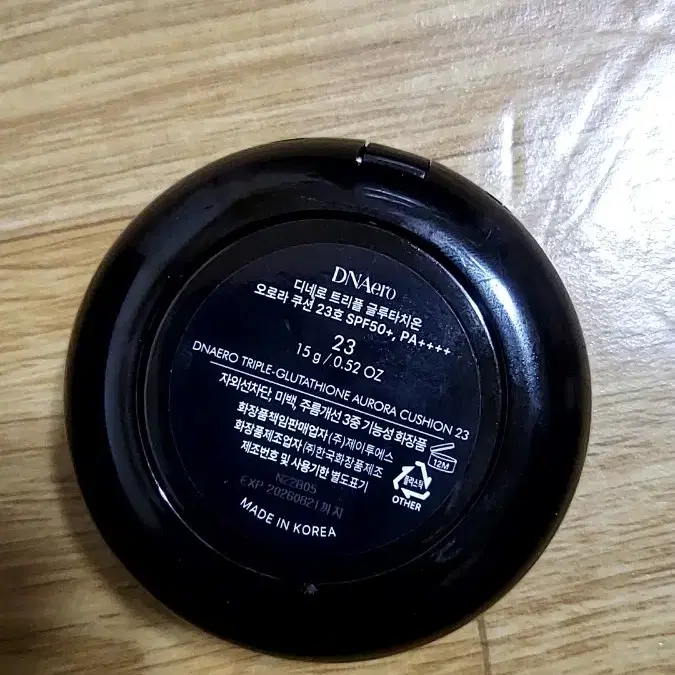 DNAero
디네로 트리플 글루타치온
오로라 쿠션 23호 SPF50+, PA++++
23
15 g / 0.52 OZ
DNAERO TRIPLE-GLUTATHIONE AURORA CUSHION 23
자외선차단, 미백, 주름개선 3중 기능성 화장품
화장품책임판매업자 (주)제이투에스
화장품제조업자 (주)한국화장품제조
제조번호 및 사용기한 별도표기
12M
플라스틱
OTHER
EXP 20260821까지
MADE IN KOREA